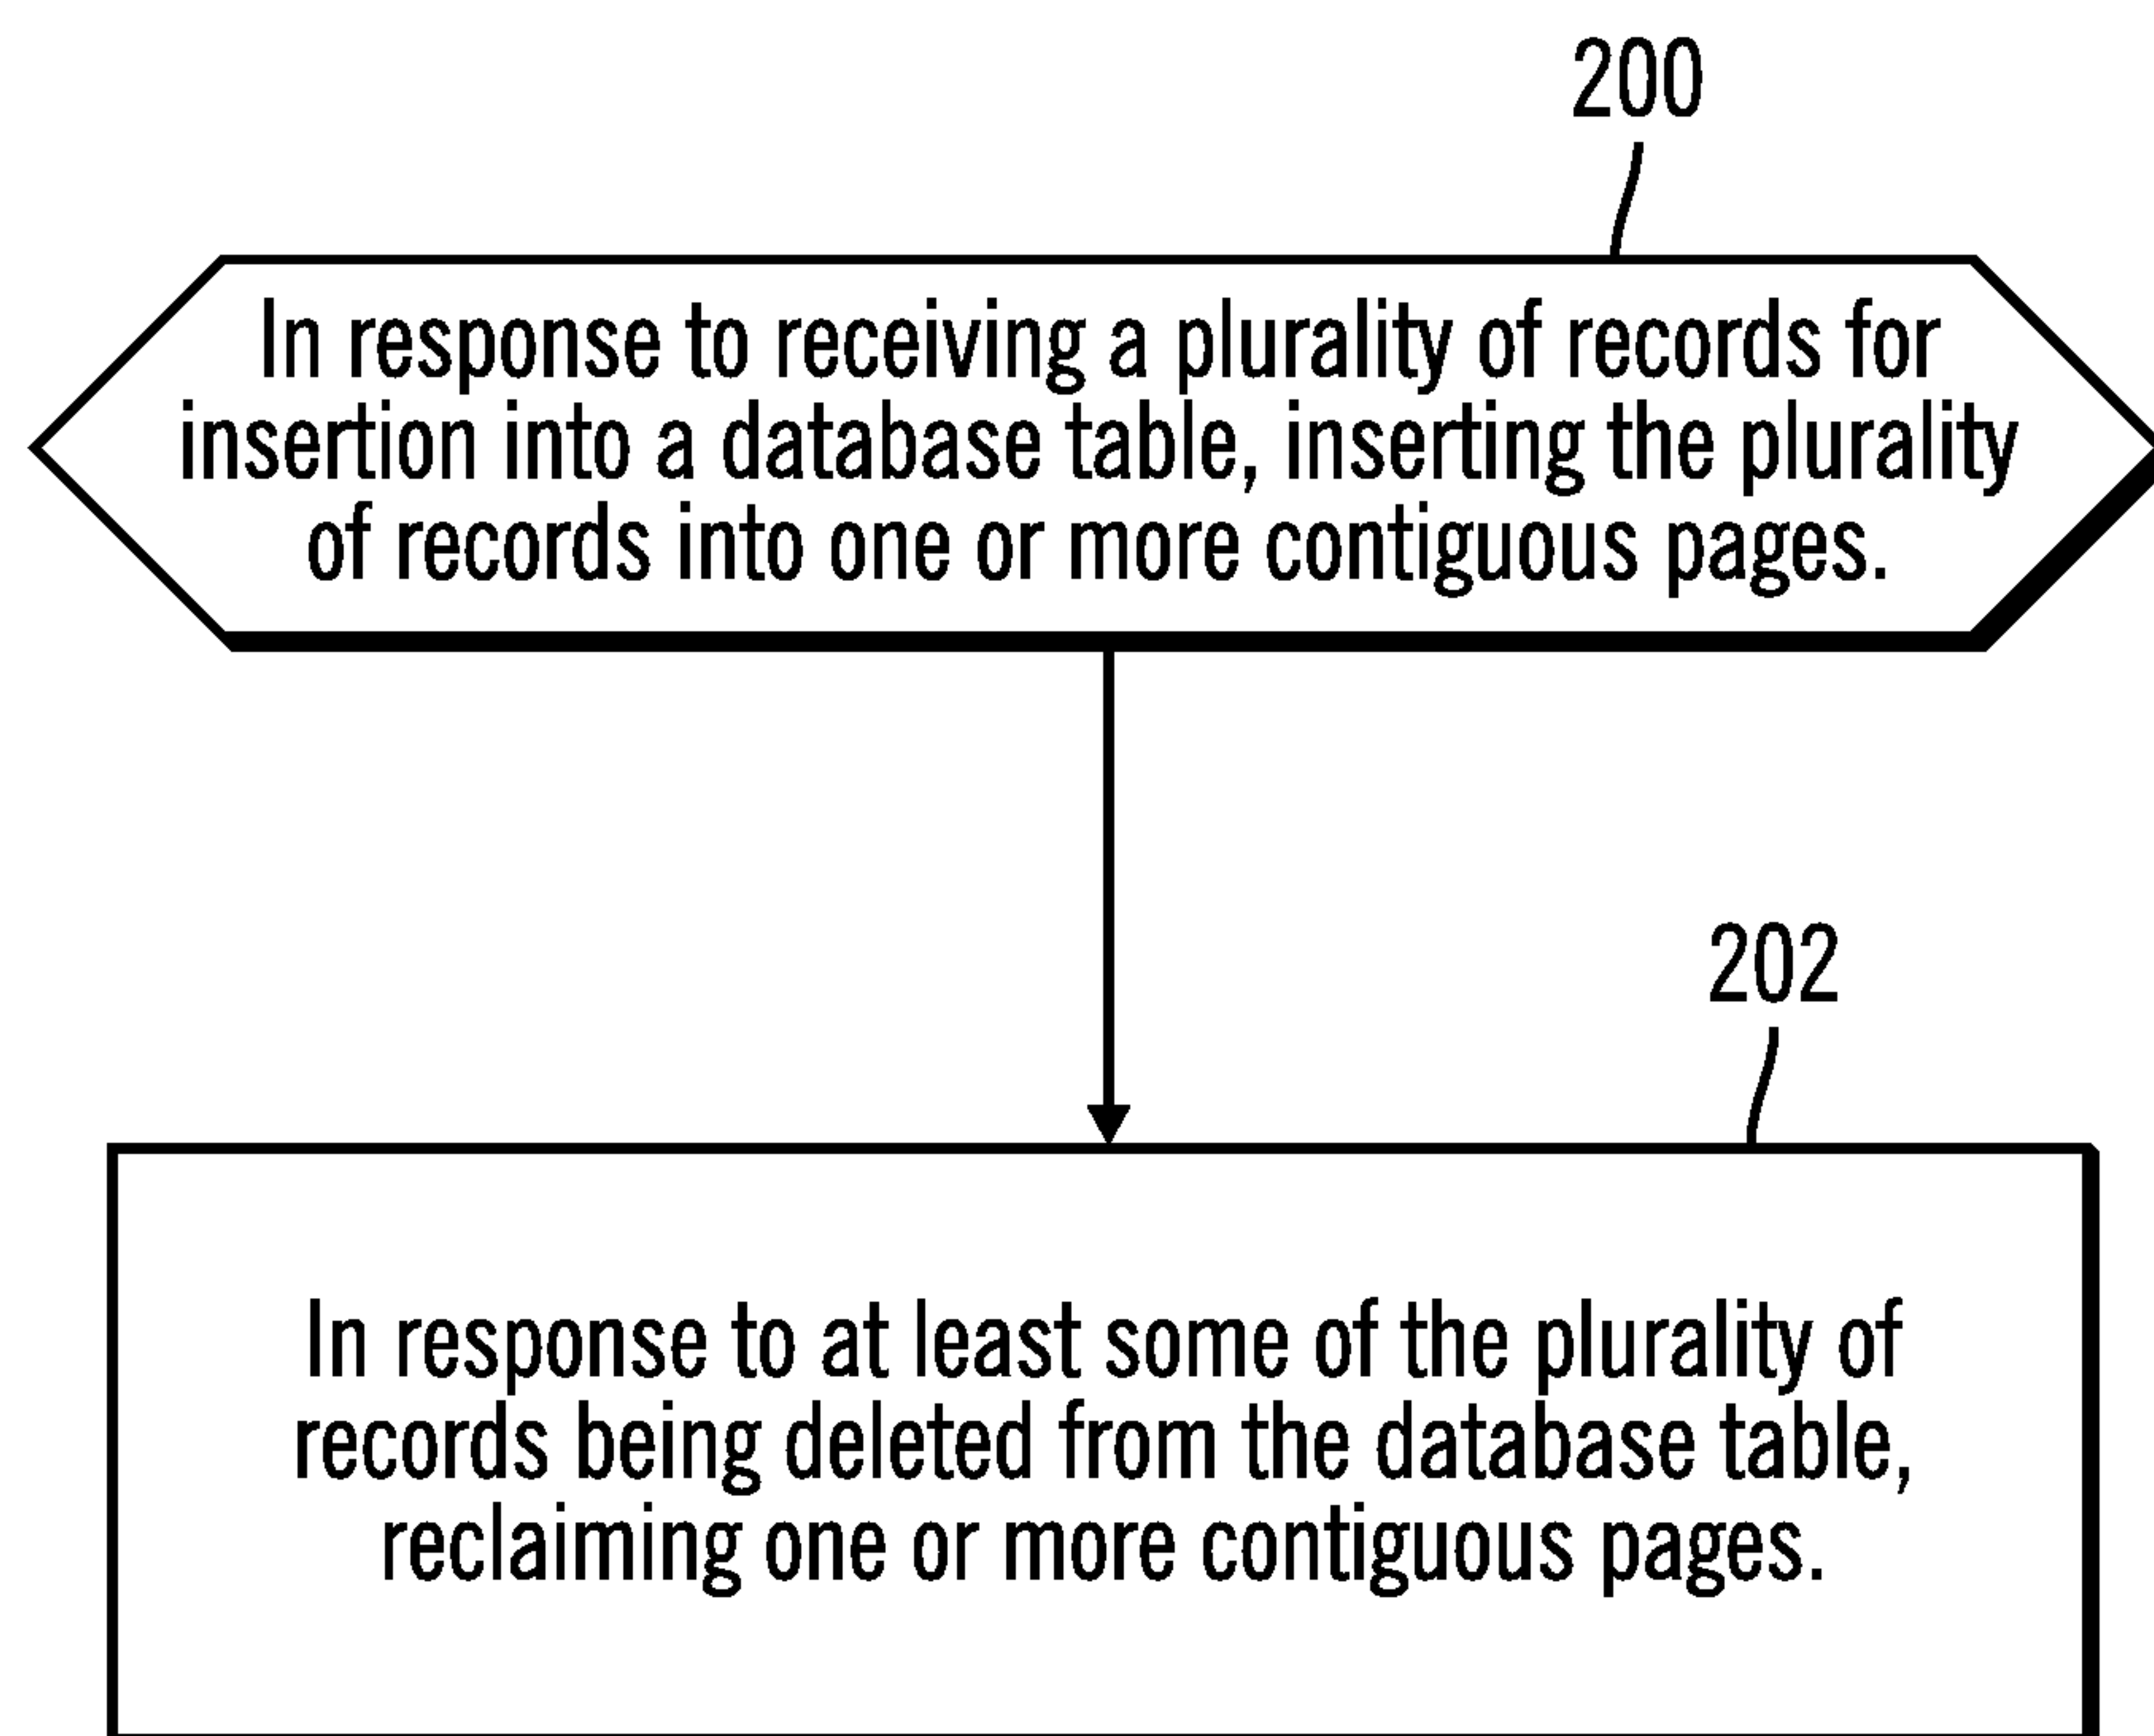 200
In response to receiving a plurality of records for
insertion into a database table, inserting the plurality
of records into one or more contiguous pages.
202
In response to at least some of the plurality of
records being deleted from the database table,
reclaiming one or more contiguous pages.